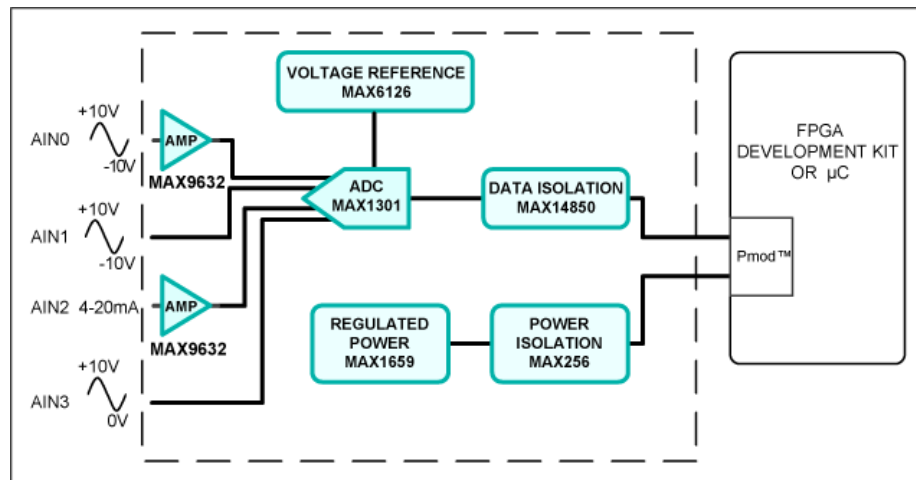 VOLTAGE REFERENCE
MAX6126
+10V
AIN0
-10V
AMP
MAX9632
ADC
MAX1301
DATA ISOLATION
MAX14850
FPGA
DEVELOPMENT KIT
OR µC
+10V
AIN1
-10V
Pmod™
AIN2 4-20mA
AMP
MAX9632
REGULATED
POWER
MAX1659
POWER
ISOLATION
MAX256
+10V
AIN3
0V